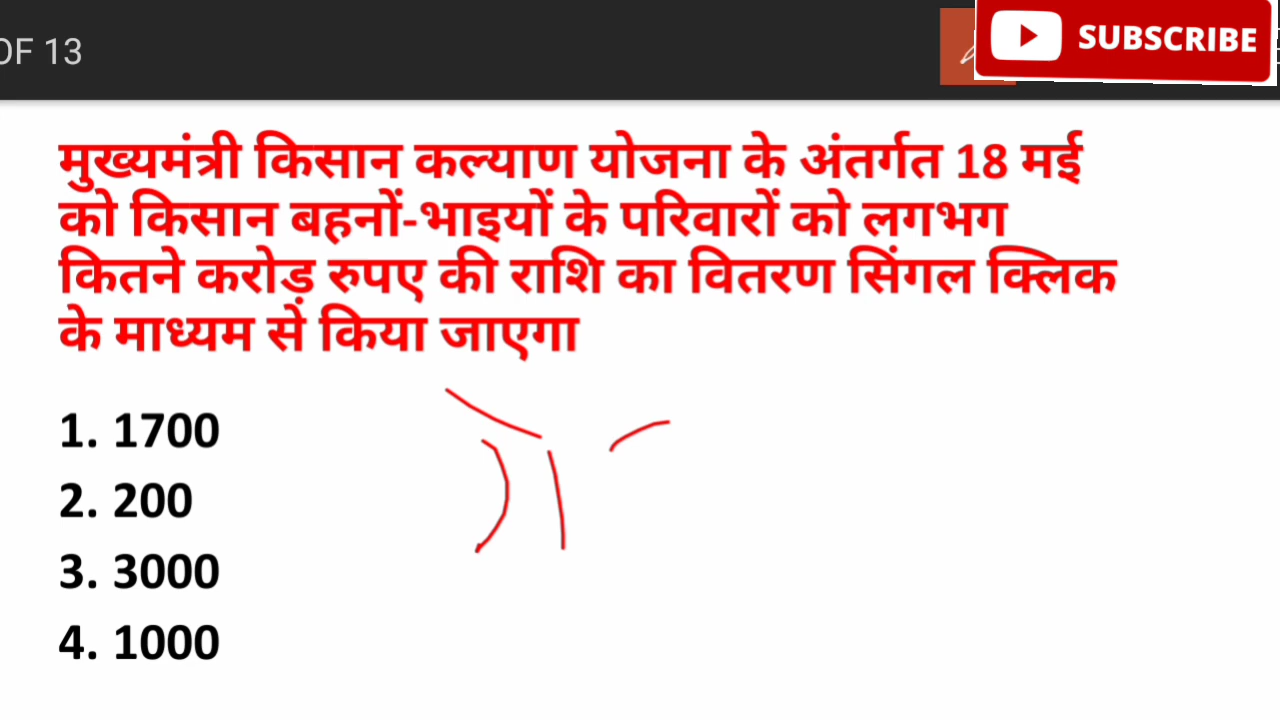 OF 13
SUBSCRIBE
मुख्यमंत्री किसान कल्याण योजना के अंतर्गत 18 मई
को किसान बहनों-भाइयों के परिवारों को लगभग
कितने करोड़ रुपए की राशि का वितरण सिंगल क्लिक
के माध्यम से किया जाएगा
1. 1700
2. 200
3. 3000
4. 1000